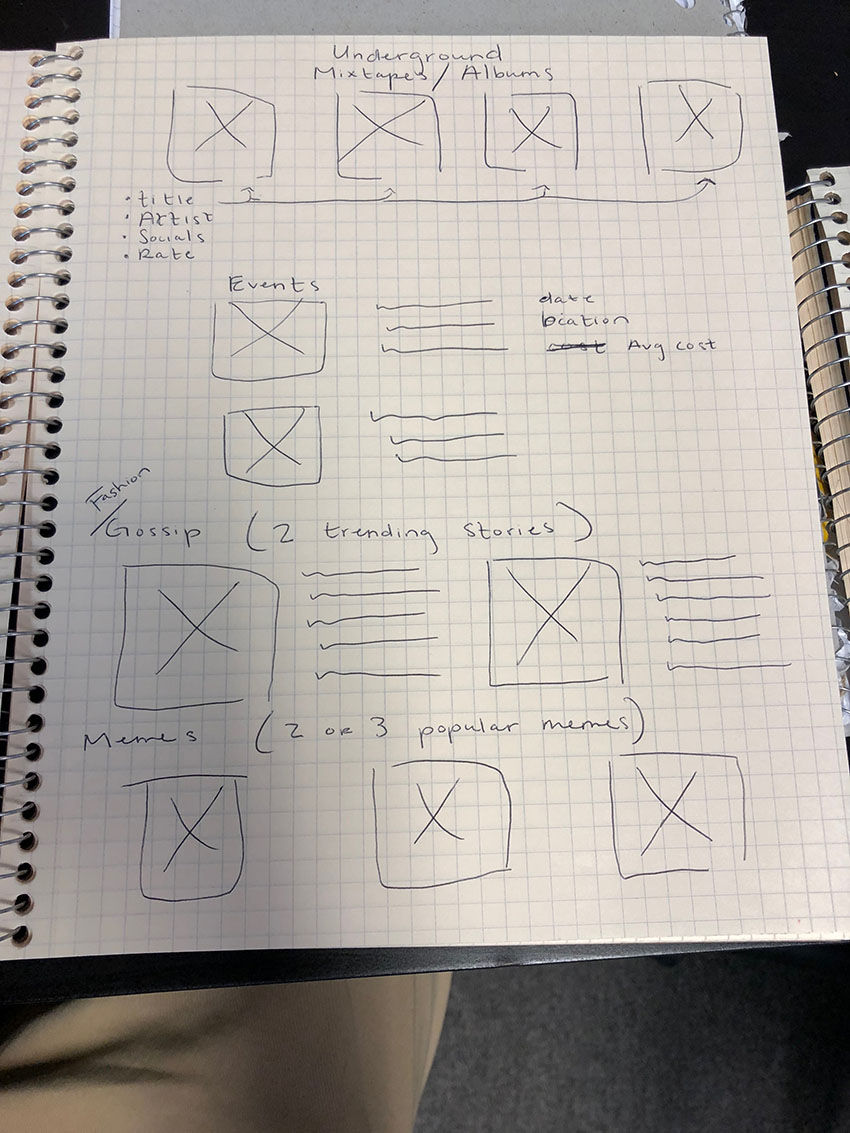 Underground
Mixtapes / Albums
• title
• Artist
• Socials
• Rate
Events
date
location
cost Avg cost
Fashion
/Gossip (2 trending stories)
Memes (2 or 3 popular memes)